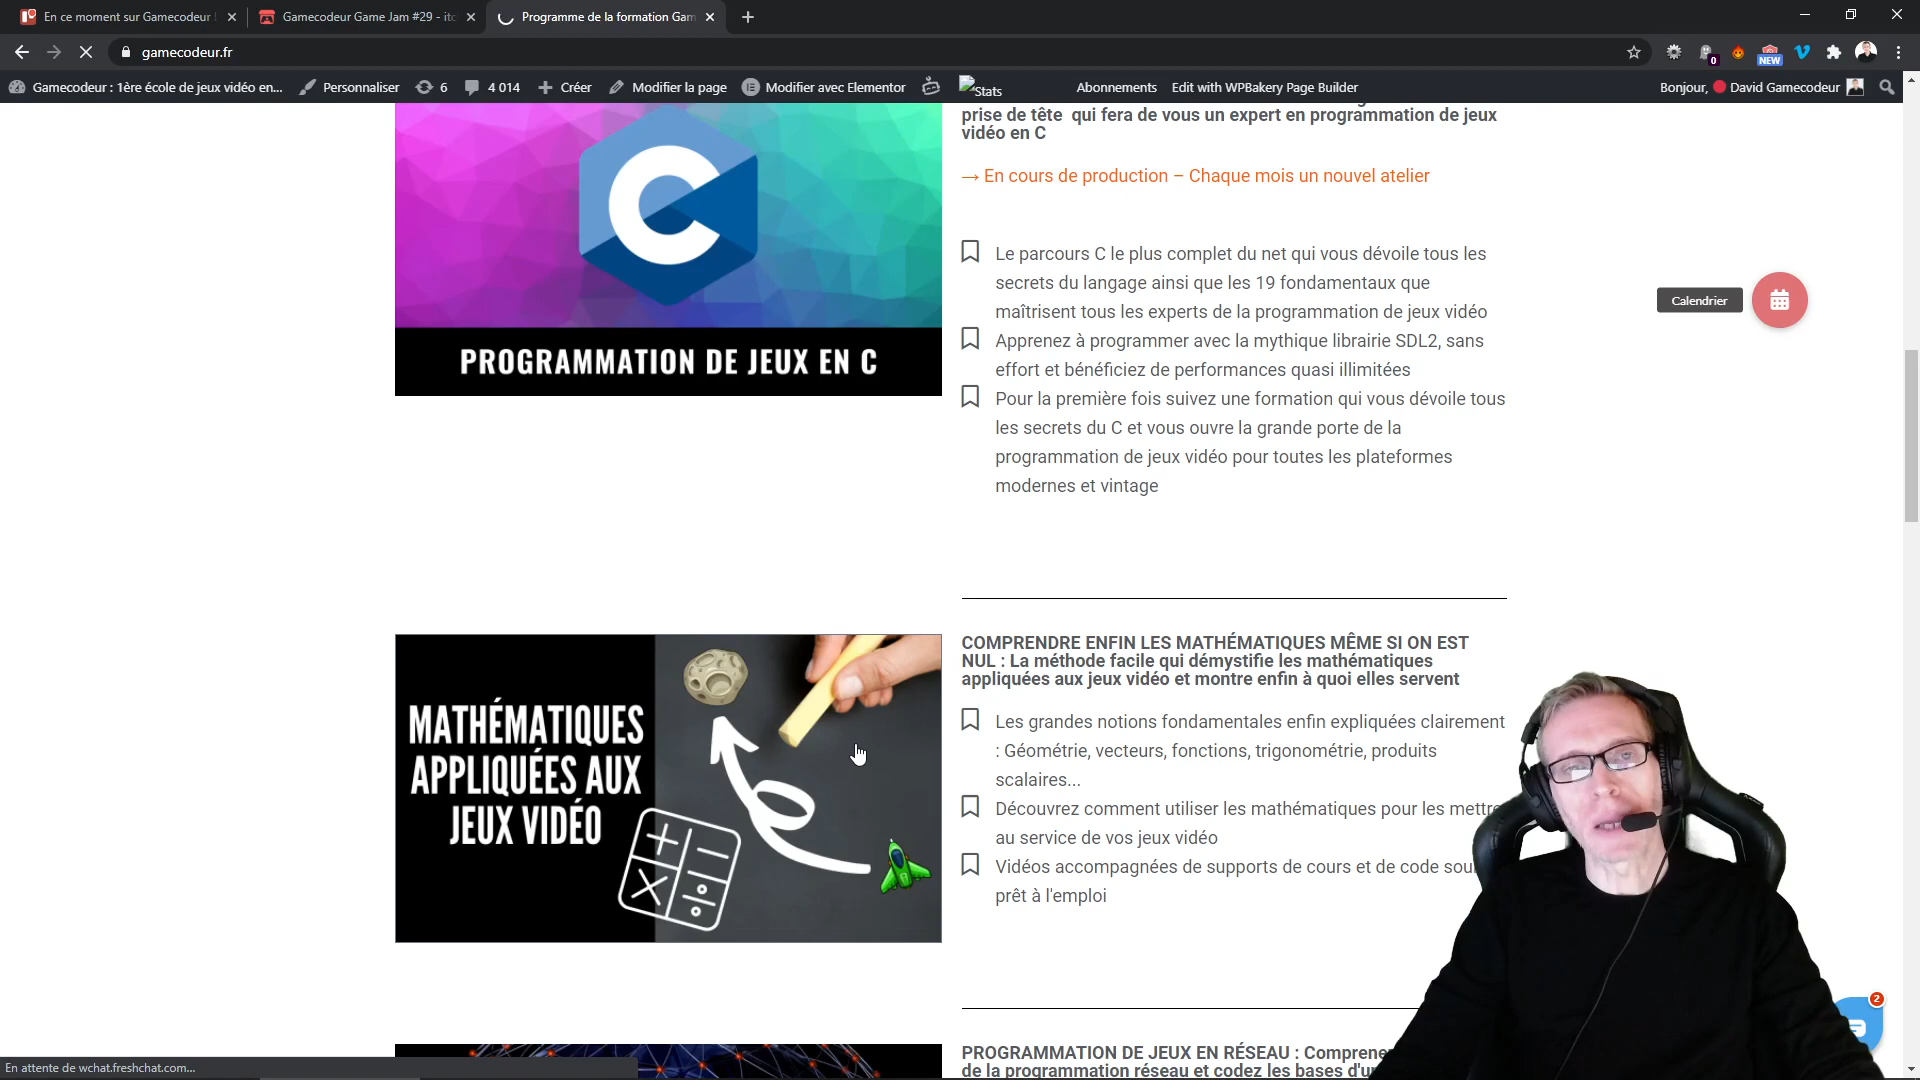 En ce moment sur Gamecodeur
Gamecodeur Game Jam #29 - itc
Programme de la formation Gam
gamecodeur.fr
0
NEW
Gamecodeur : 1ère école de jeux vidéo en...
Personnaliser
6
4 014
Créer
Modifier la page
Modifier avec Elementor
Stats
Abonnements
Edit with WPBakery Page Builder
Bonjour, David Gamecodeur
prise de tête qui fera de vous un expert en programmation de jeux
vidéo en C
→ En cours de production – Chaque mois un nouvel atelier
C
PROGRAMMATION DE JEUX EN C
Le parcours C le plus complet du net qui vous dévoile tous les
secrets du langage ainsi que les 19 fondamentaux que
maîtrisent tous les experts de la programmation de jeux vidéo
Apprenez à programmer avec la mythique librairie SDL2, sans
effort et bénéficiez de performances quasi illimitées
Pour la première fois suivez une formation qui vous dévoile tous
les secrets du C et vous ouvre la grande porte de la
programmation de jeux vidéo pour toutes les plateformes
modernes et vintage
Calendrier
MATHÉMATIQUES
APPLIQUÉES AUX
JEUX VIDÉO
COMPRENDRE ENFIN LES MATHÉMATIQUES MÊME SI ON EST
NUL : La méthode facile qui démystifie les mathématiques
appliquées aux jeux vidéo et montre enfin à quoi elles servent
Les grandes notions fondamentales enfin expliquées clairement
: Géométrie, vecteurs, fonctions, trigonométrie, produits
scalaires...
Découvrez comment utiliser les mathématiques pour les mettre
au service de vos jeux vidéo
Vidéos accompagnées de supports de cours et de code sou
prêt à l'emploi
2
PROGRAMMATION DE JEUX EN RÉSEAU : Comprene
de la programmation réseau et codez les bases d'u
En attente de wchat.freshchat.com...